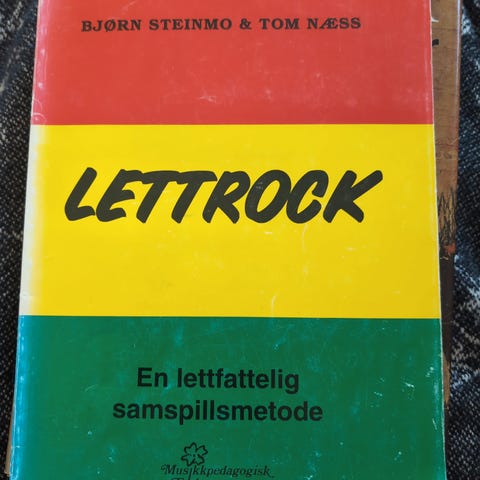 BJØRN STEINMO & TOM NÆSS
LETTROCK
En lettfattelig
samspillsmetode
Musikkpedagogisk